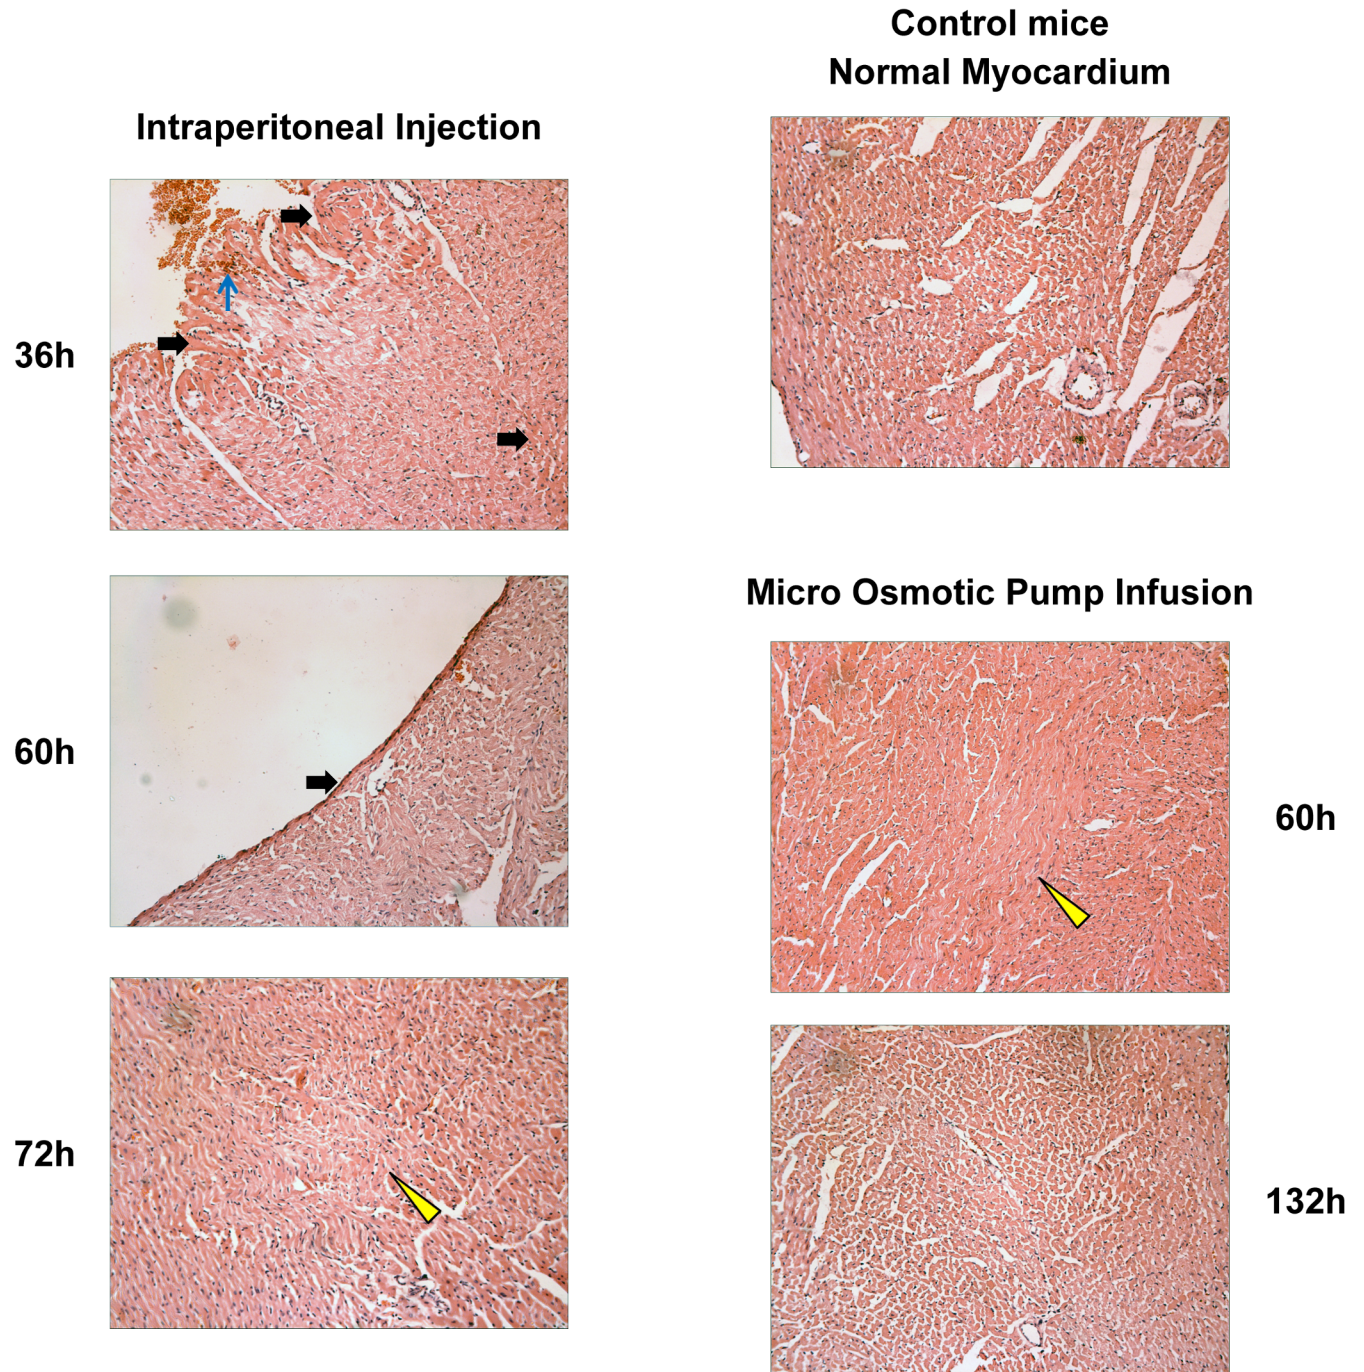 Control mice
Normal Myocardium
Intraperitoneal Injection
36h
60h
72h
Micro Osmotic Pump Infusion
60h
132h